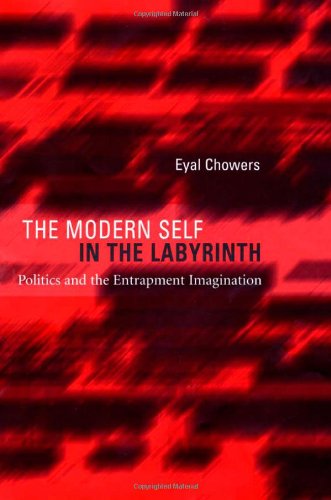 Eyal Chowers
THE MODERN SELF
IN THE LABYRINTH
Politics and the Entrapment Imagination